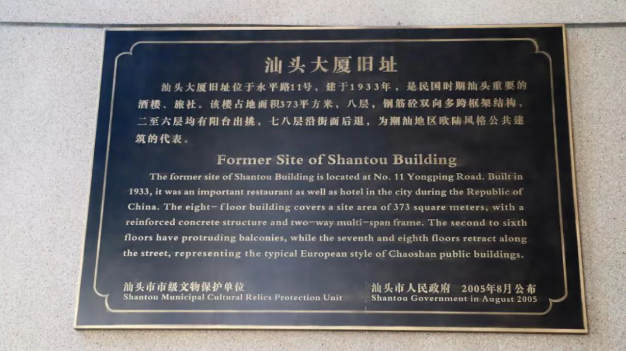 汕头大厦旧址
汕头大厦旧址位于永平路11号，建于1933年，是民国时期汕头重要的
酒楼、旅社。该楼占地面积373平方米，八层，钢筋砼双向多跨框架结构，
二至六层均有阳台出挑，七八层沿街面后退，为潮汕地区欧陆风格公共建
筑的代表。
Former Site of Shantou Building
The former site of Shantou Building is located at No. 11 Yongping Road. Built in
1933, it was an important restaurant as well as hotel in the city during the Republic of
China. The eight-floor building covers a site area of 373 square meters, with a
reinforced concrete structure and two-way multi-span frame. The second to sixth
floors have protruding balconies, while the seventh and eighth floors retract along
the street, representing the typical European style of Chaoshan public buildings.
汕头市市级文物保护单位 汕头市人民政府 2005年8月公布
Shantou Municipal Cultural Relics Protection Unit Shantou Government in August 2005